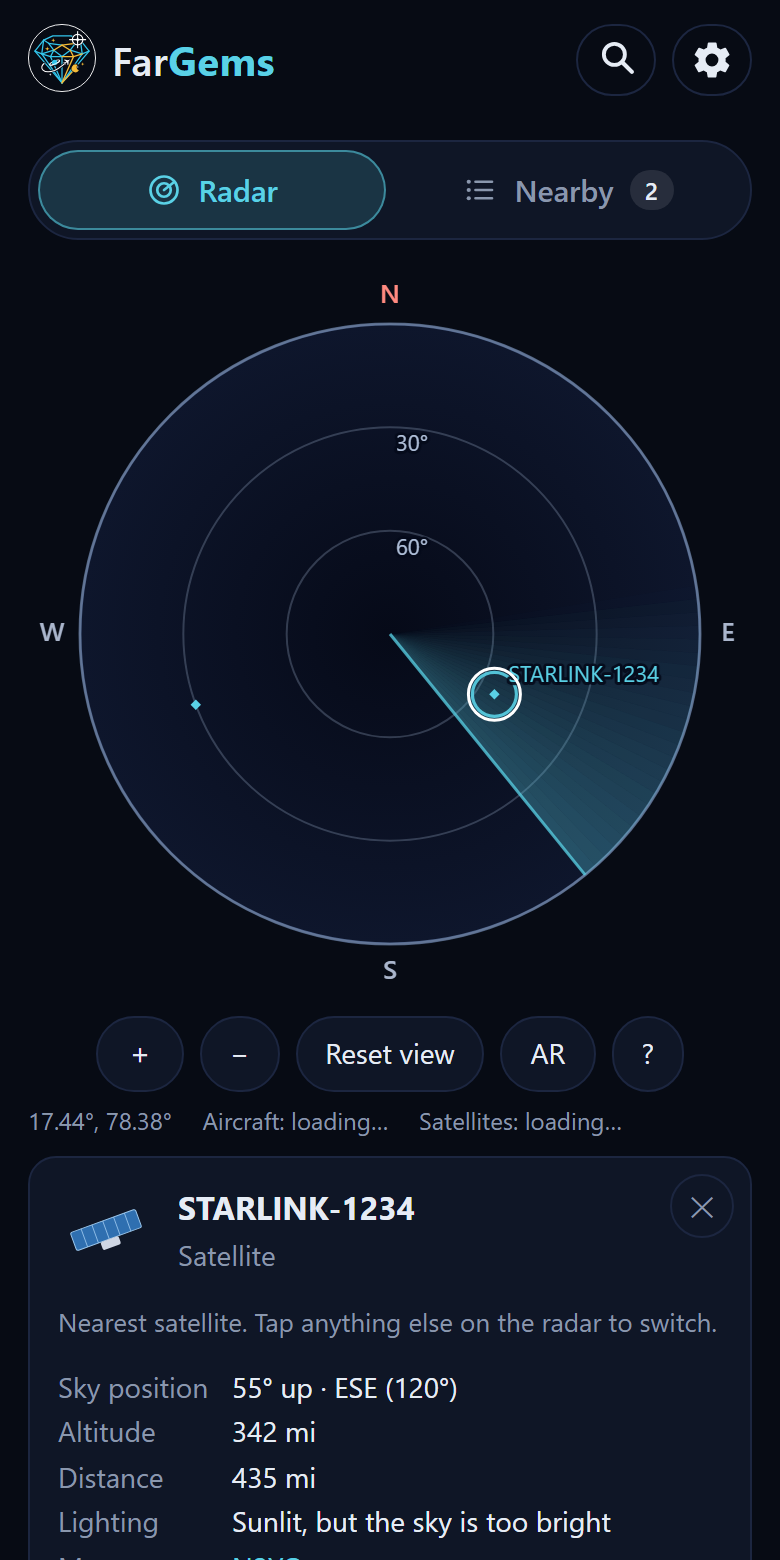 FarGems
Radar
Nearby 2
N
30°
60°
W
E
STARLINK-1234
S
+ − Reset view AR ?
17.44°, 78.38° Aircraft: loading… Satellites: loading…
STARLINK-1234
Satellite
Nearest satellite. Tap anything else on the radar to switch.
Sky position 55° up · ESE (120°)
Altitude 342 mi
Distance 435 mi
Lighting Sunlit, but the sky is too bright